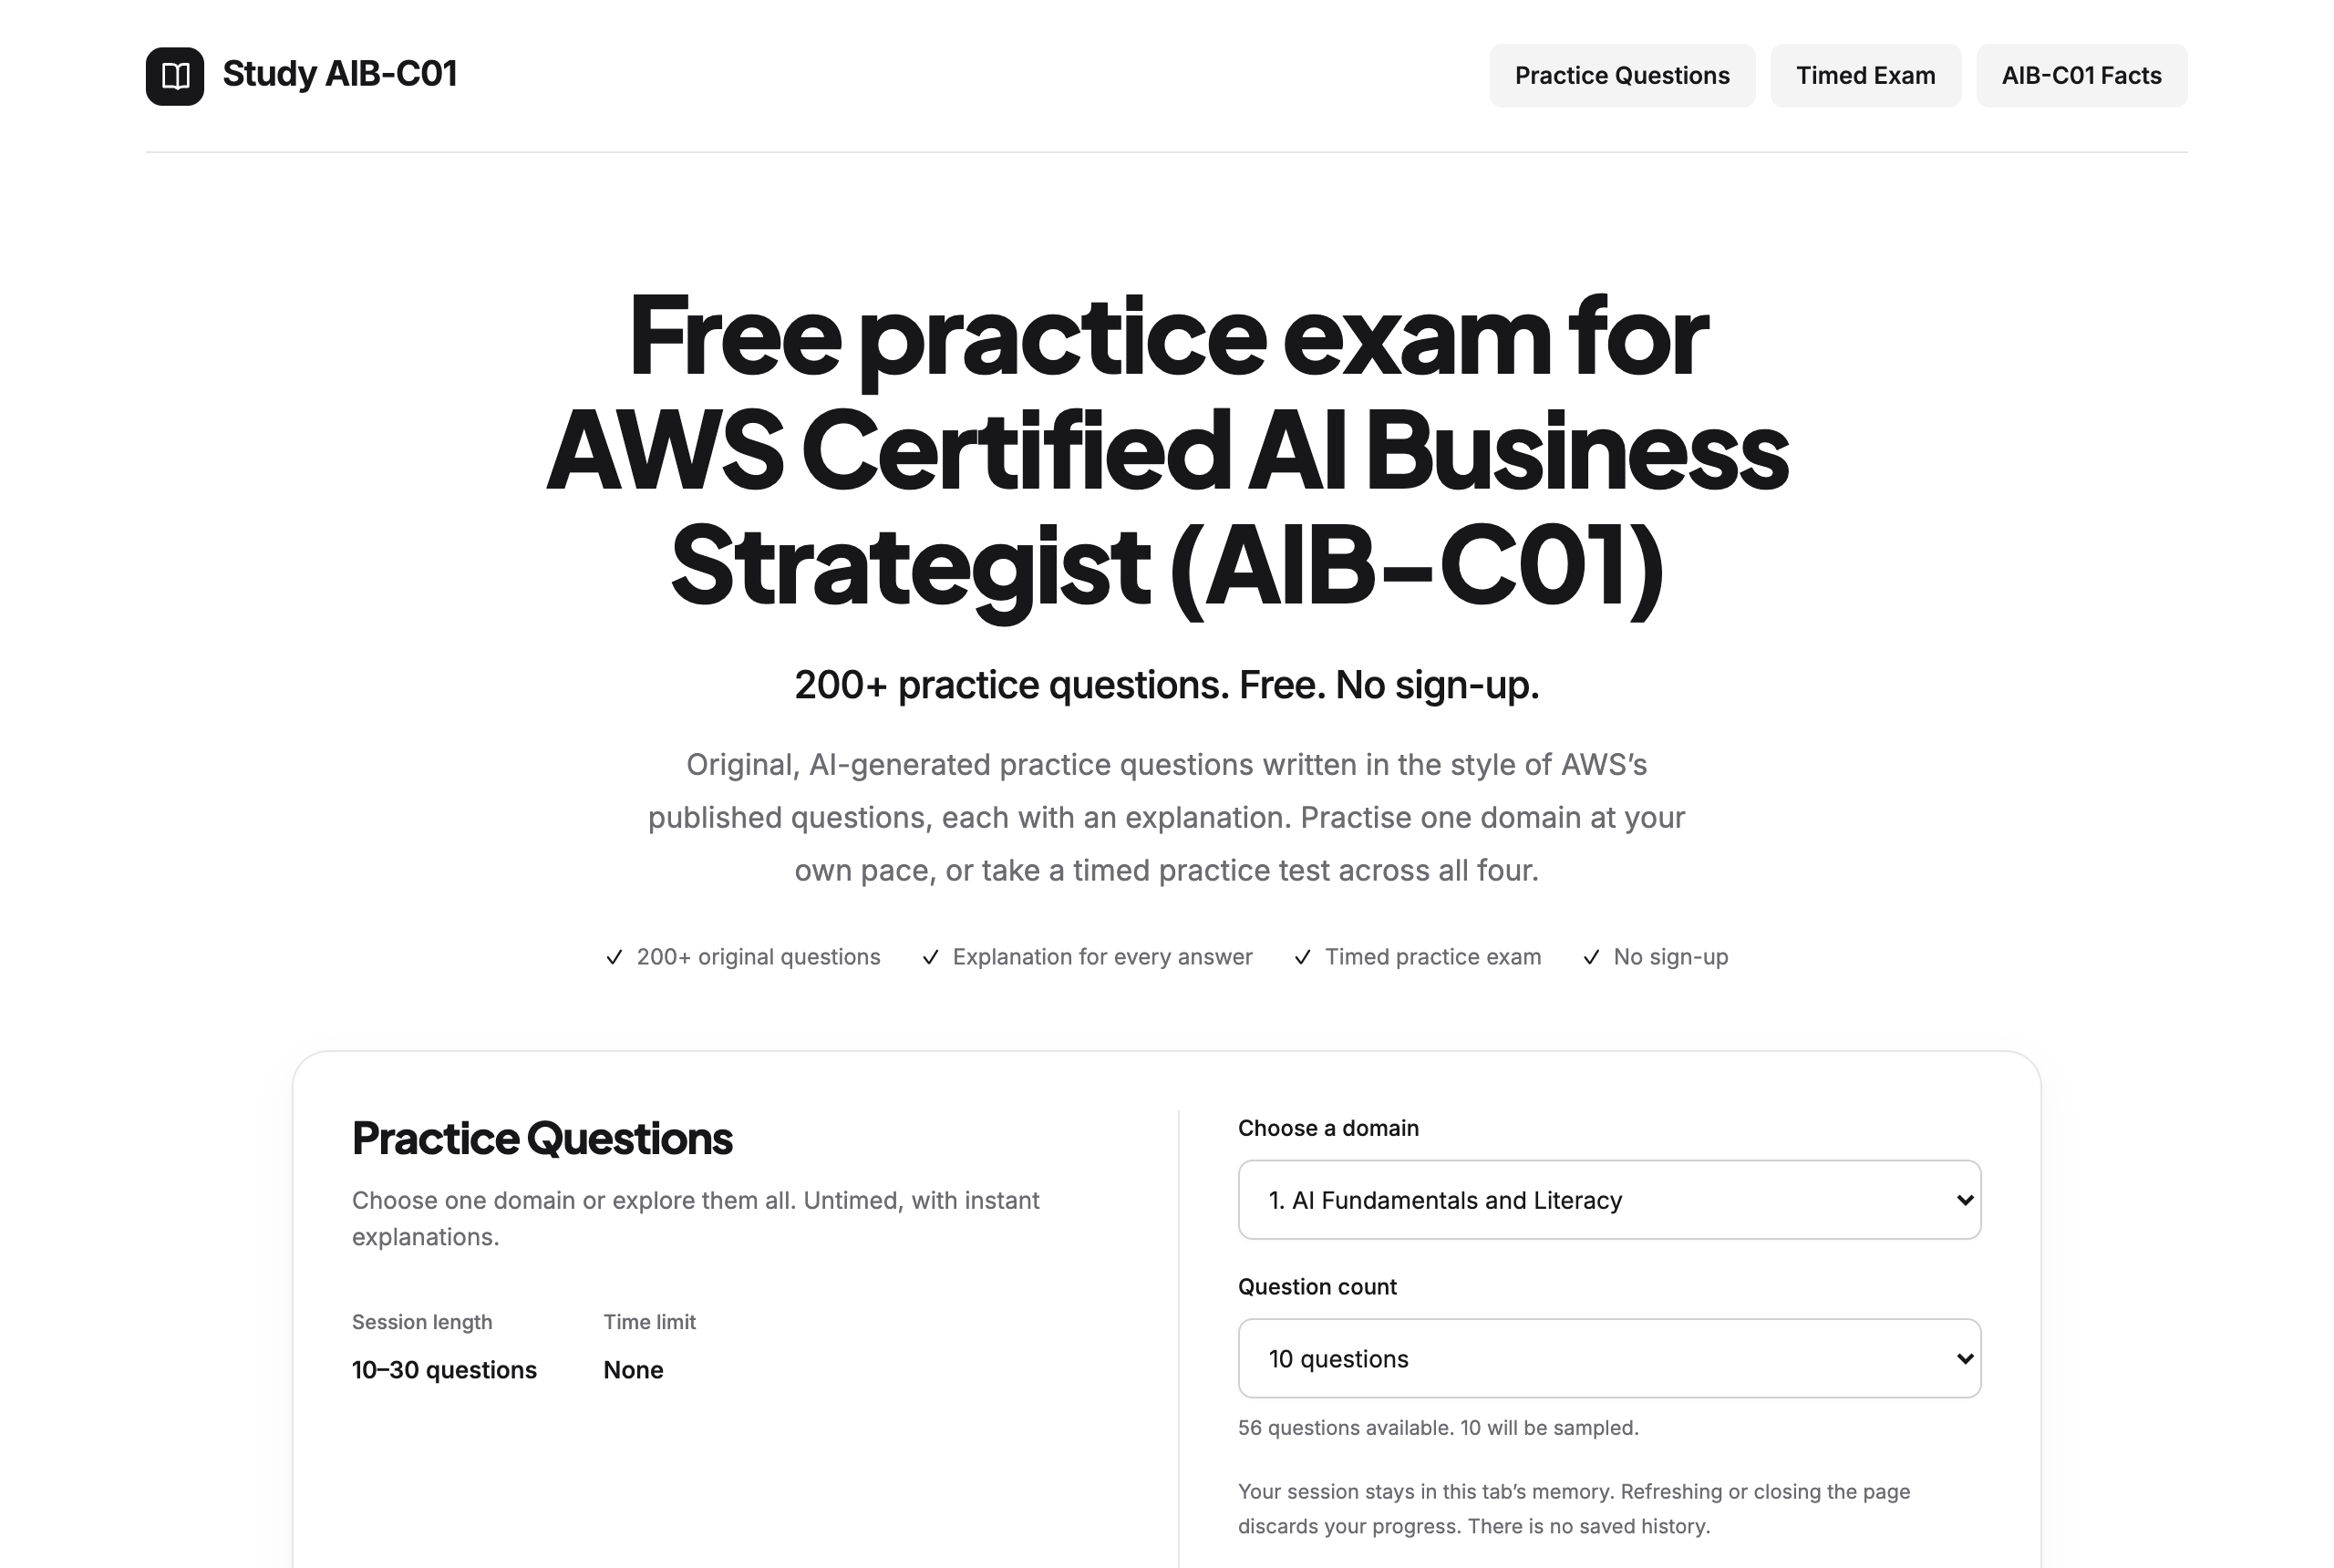 Study AIB-C01
Practice Questions
Timed Exam
AIB-C01 Facts
Free practice exam for
AWS Certified AI Business
Strategist (AIB-C01)
200+ practice questions. Free. No sign-up.
Original, AI-generated practice questions written in the style of AWS’s
published questions, each with an explanation. Practise one domain at your
own pace, or take a timed practice test across all four.
✓ 200+ original questions ✓ Explanation for every answer ✓ Timed practice exam ✓ No sign-up
Practice Questions
Choose one domain or explore them all. Untimed, with instant
explanations.
Session length
10–30 questions
Time limit
None
Choose a domain
1. AI Fundamentals and Literacy
Question count
10 questions
56 questions available. 10 will be sampled.
Your session stays in this tab’s memory. Refreshing or closing the page
discards your progress. There is no saved history.